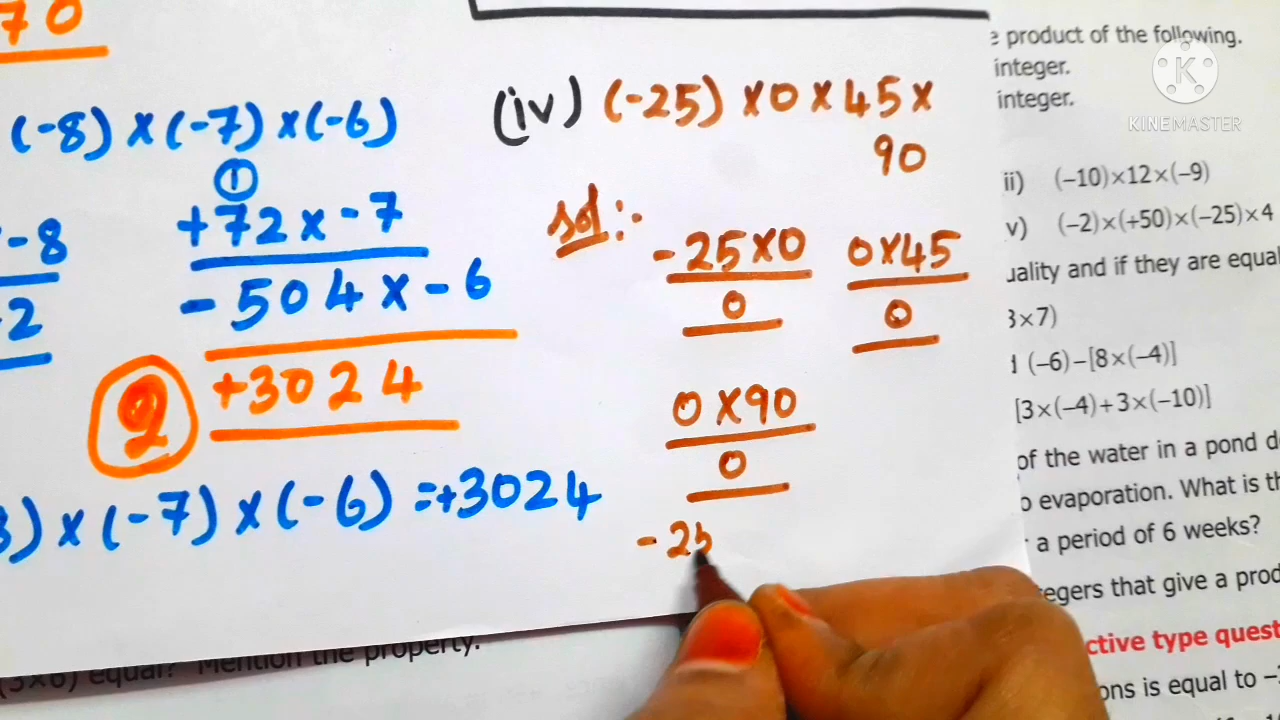 70
(-8) × (-7) × (-6)
①
+72 × -7
-8
- 504 × - 6
2
+3024
2
) × (-7) × (-6) = +3024
(iv) (-25) × 0 × 45 ×
90
sol :-
- 25 × 0
0
0 × 45
0
0 × 90
0
- 25
product of the following.
integer.
integer.
K
KINEMASTER
ii) (−10)×12×(−9)
v) (−2)×(+50)×(−25)×4
uality and if they are equal
3×7)
(−6)−[8×(−4)]
[3×(−4)+3×(−10)]
of the water in a pond
o evaporation. What is
a period of 6 weeks?
egers that give a prod
ctive type quest
ons is equal to −
(3×6) equal? Mention the property.